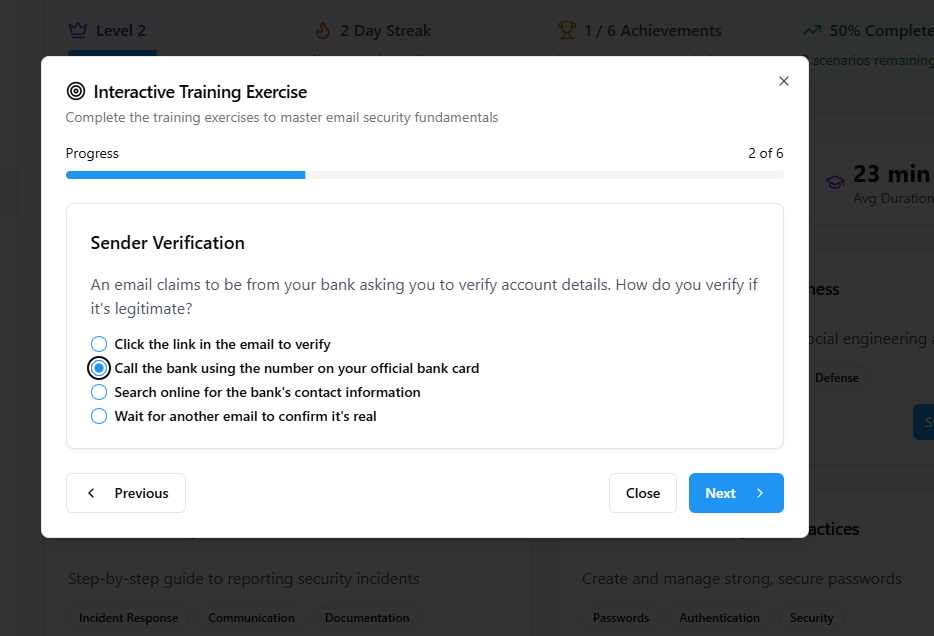 Level 2
2 Day Streak
1 / 6 Achievements
50% Complete
scenarios remaining
Interactive Training Exercise
Complete the training exercises to master email security fundamentals
Progress
2 of 6
23 min
Avg Duration
Sender Verification
An email claims to be from your bank asking you to verify account details. How do you verify if
it's legitimate?
Click the link in the email to verify
Call the bank using the number on your official bank card
Search online for the bank's contact information
Wait for another email to confirm it's real
ness
ocial engineering
Defense
Previous
Close
Next
actices
Step-by-step guide to reporting security incidents
Create and manage strong, secure passwords
Incident Response
Communication
Documentation
Passwords
Authentication
Security